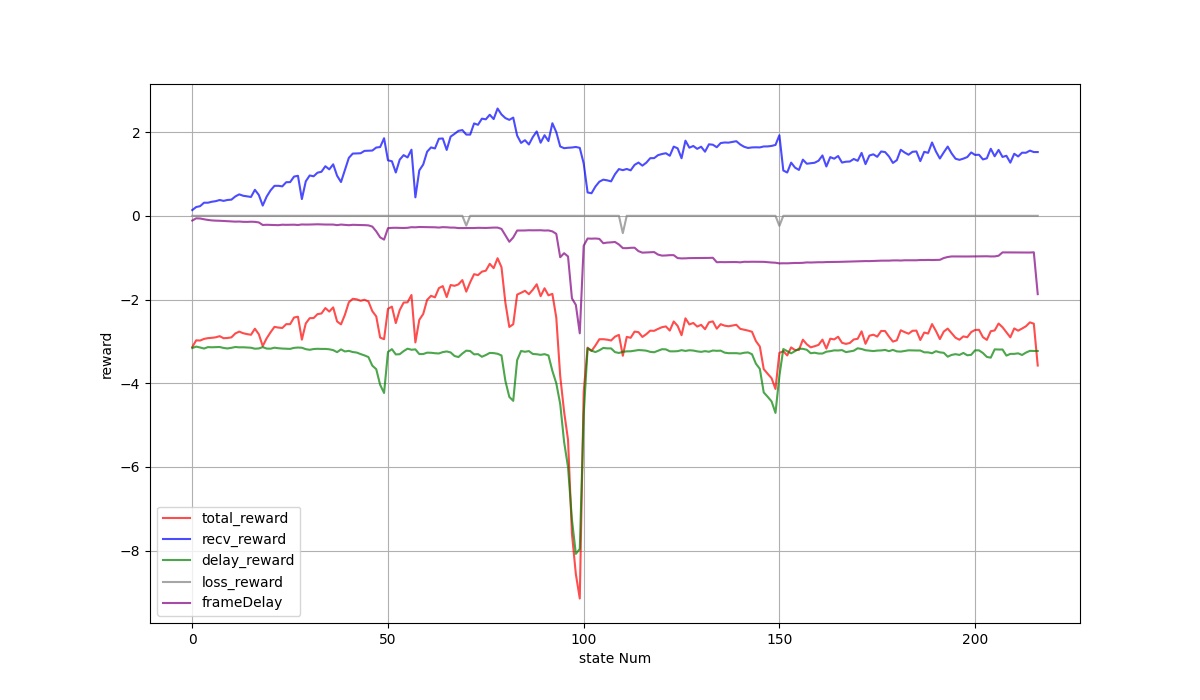 2
0
−2
−4
−6
−8
reward
total_reward
recv_reward
delay_reward
loss_reward
frameDelay
0 50 100 150 200
state Num